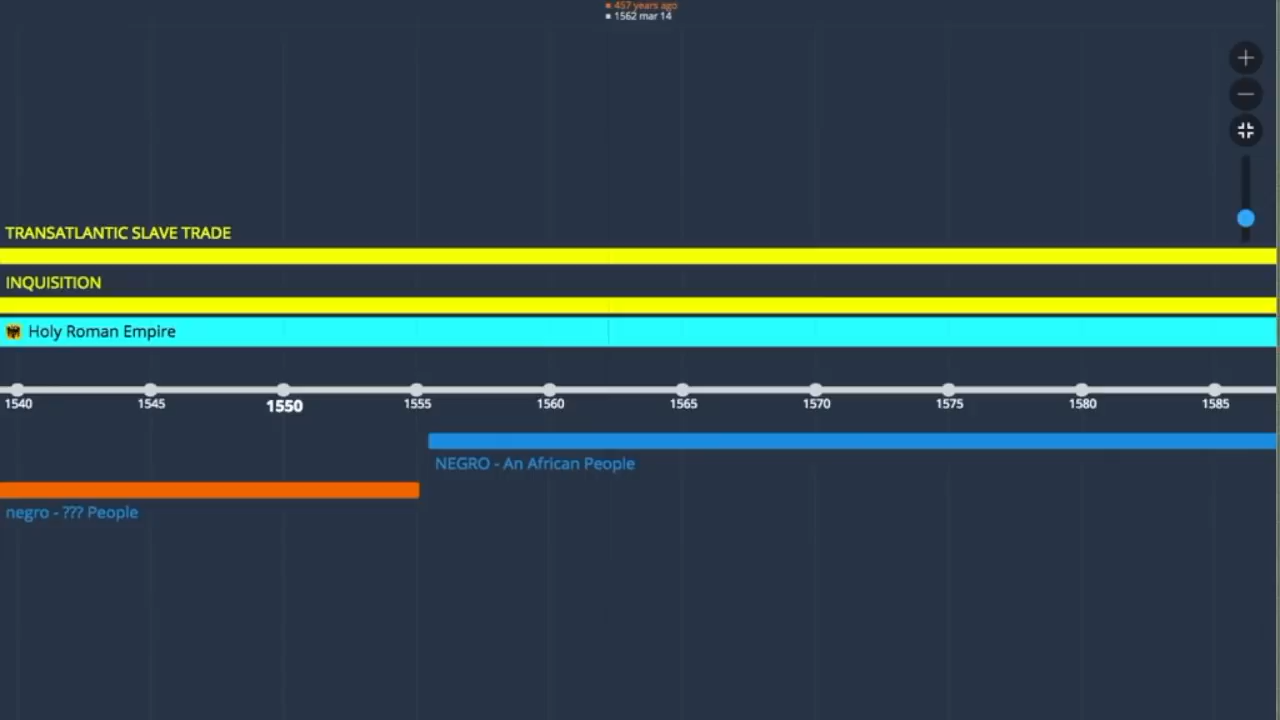 457 years ago
1562 mar 14
TRANSATLANTIC SLAVE TRADE
INQUISITION
Holy Roman Empire
1540 1545 1550 1555 1560 1565 1570 1575 1580 1585
NEGRO - An African People
negro - ??? People